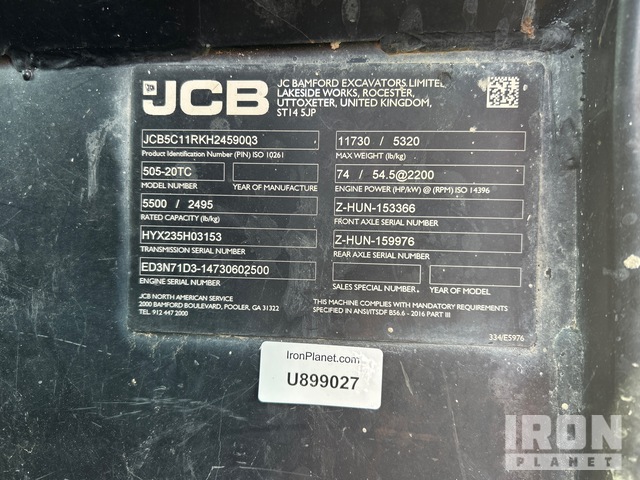 JCB
JC BAMFORD EXCAVATORS LIMITED,
LAKESIDE WORKS, ROCESTER,
UTTOXETER, UNITED KINGDOM,
ST14 5JP
JCB5C11RKH2459003
Product Identification Number (PIN) ISO 10261
11730 / 5320
MAX WEIGHT (lb/kg)
505-20TC
MODEL NUMBER
YEAR OF MANUFACTURE
74 / 54.5@2200
ENGINE POWER (HP/kW) @ (RPM) ISO 14396
5500 / 2495
RATED CAPACITY (lb/kg)
Z-HUN-153366
FRONT AXLE SERIAL NUMBER
HYX235H03153
TRANSMISSION SERIAL NUMBER
Z-HUN-159976
REAR AXLE SERIAL NUMBER
ED3N71D3-14730602500
ENGINE SERIAL NUMBER
SALES SPECIAL NUMBER
YEAR OF MODEL
JCB NORTH AMERICAN SERVICE
2000 BAMFORD BOULEVARD, POOLER, GA 31322
TEL. 912 447 2000
THIS MACHINE COMPLIES WITH MANDATORY REQUIREMENTS
SPECIFIED IN ANSI/ITSDF B56.6 - 2016 PART III
334/E5976
IronPlanet.com
U899027
IRON
PLANET